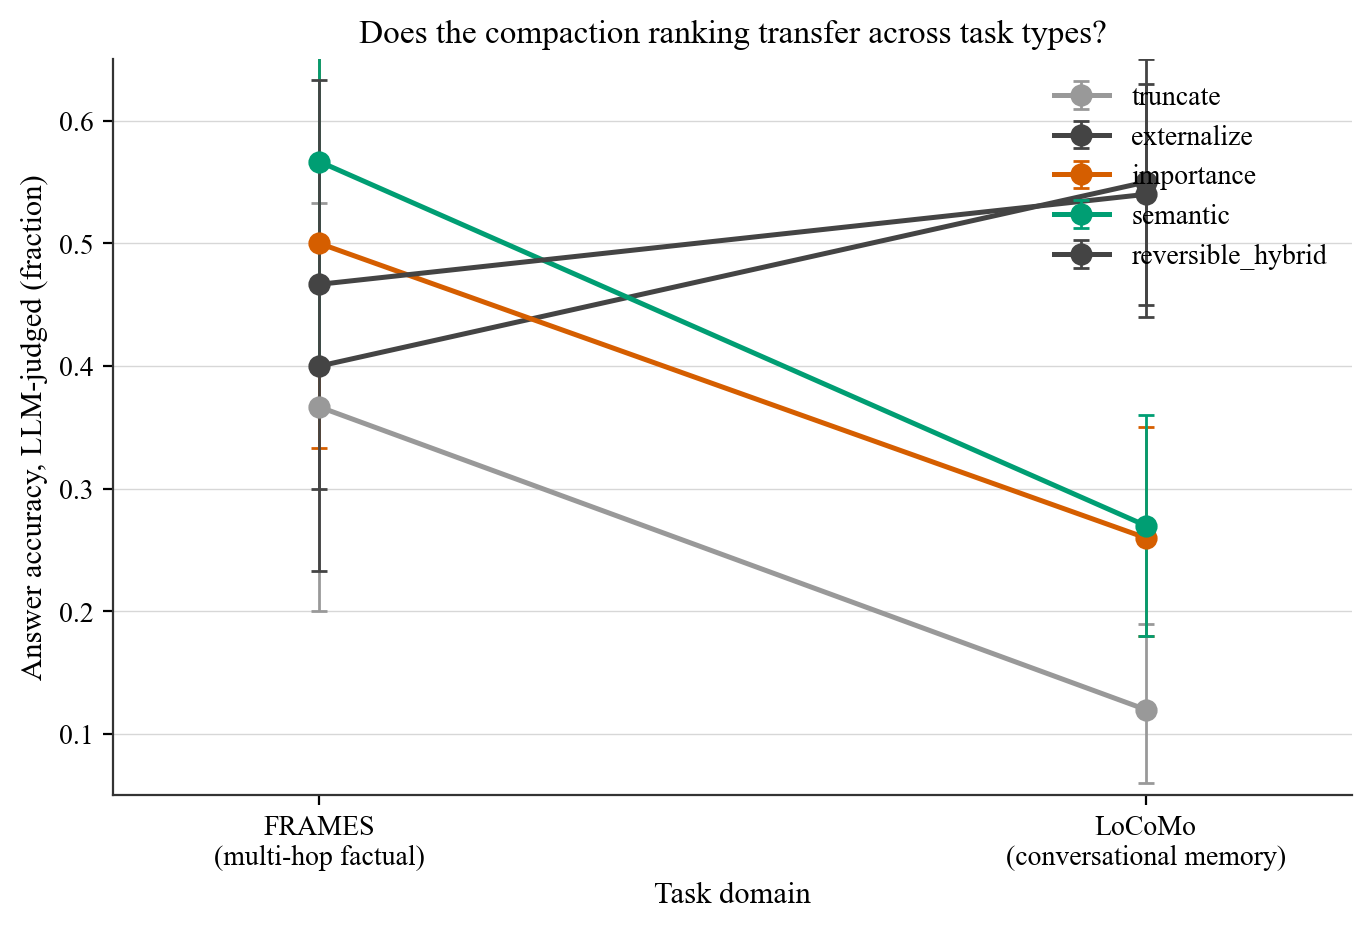 Does the compaction ranking transfer across task types?
truncate
externalize
importance
semantic
reversible_hybrid
Answer accuracy, LLM-judged (fraction)
0.6
0.5
0.4
0.3
0.2
0.1
FRAMES
(multi-hop factual)
LoCoMo
(conversational memory)
Task domain